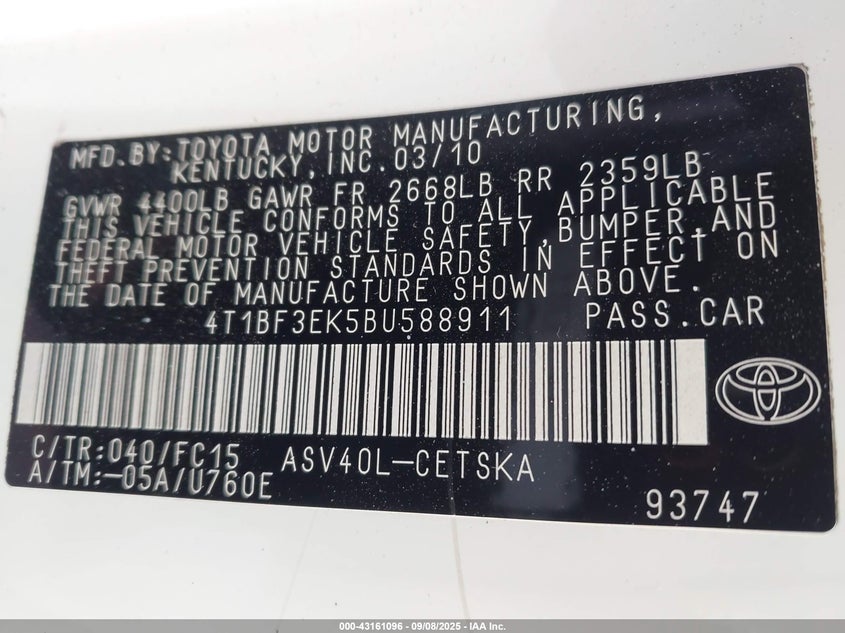 MFD.BY:TOYOTA MOTOR MANUFACTURING,
KENTUCKY,INC.03/10
GVWR 4400LB GAWR FR 2668LB RR 2359LB
THIS VEHICLE CONFORMS TO ALL APPLICABLE
FEDERAL MOTOR VEHICLE SAFETY,BUMPER,AND
THEFT PREVENTION STANDARDS IN EFFECT ON
THE DATE OF MANUFACTURE SHOWN ABOVE.
4T1BF3EK5BU588911 PASS.CAR
C/TR:040/FC15 ASV40L-CETSKA
A/TM:-05A/U760E
93747
000-43161096 - 09/08/2025 - IAA Inc.